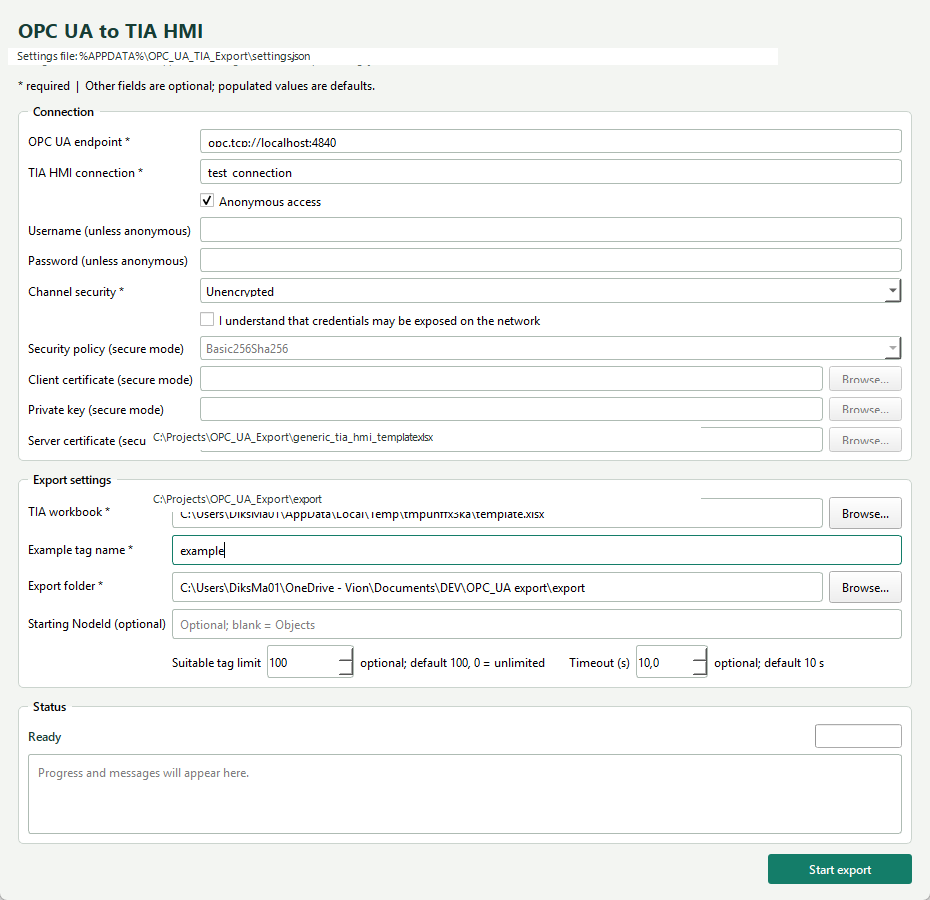 OPC UA to TIA HMI
Settings file: %APPDATA%\OPC_UA_TIA_Export\settings.json
* required | Other fields are optional; populated values are defaults.
Connection
OPC UA endpoint *
opc.tcp://localhost:4840
TIA HMI connection *
test_connection
Anonymous access
Username (unless anonymous)
Password (unless anonymous)
Channel security *
Unencrypted
I understand that credentials may be exposed on the network
Security policy (secure mode)
Basic256Sha256
Client certificate (secure mode)
Browse...
Private key (secure mode)
Browse...
Server certificate (secu
C:\Projects\OPC_UA_Export\generic_tia_hmi_template.xlsx
Browse...
Export settings
C:\Projects\OPC_UA_Export\export
TIA workbook *
Browse...
Example tag name *
example
Export folder *
C:\Users\DiksMa01\OneDrive - Vion\Documents\DEV\OPC_UA export\export
Browse...
Starting NodeId (optional)
Optional; blank = Objects
Suitable tag limit
100
optional; default 100, 0 = unlimited
Timeout (s)
10,0
optional; default 10 s
Status
Ready
Progress and messages will appear here.
Start export